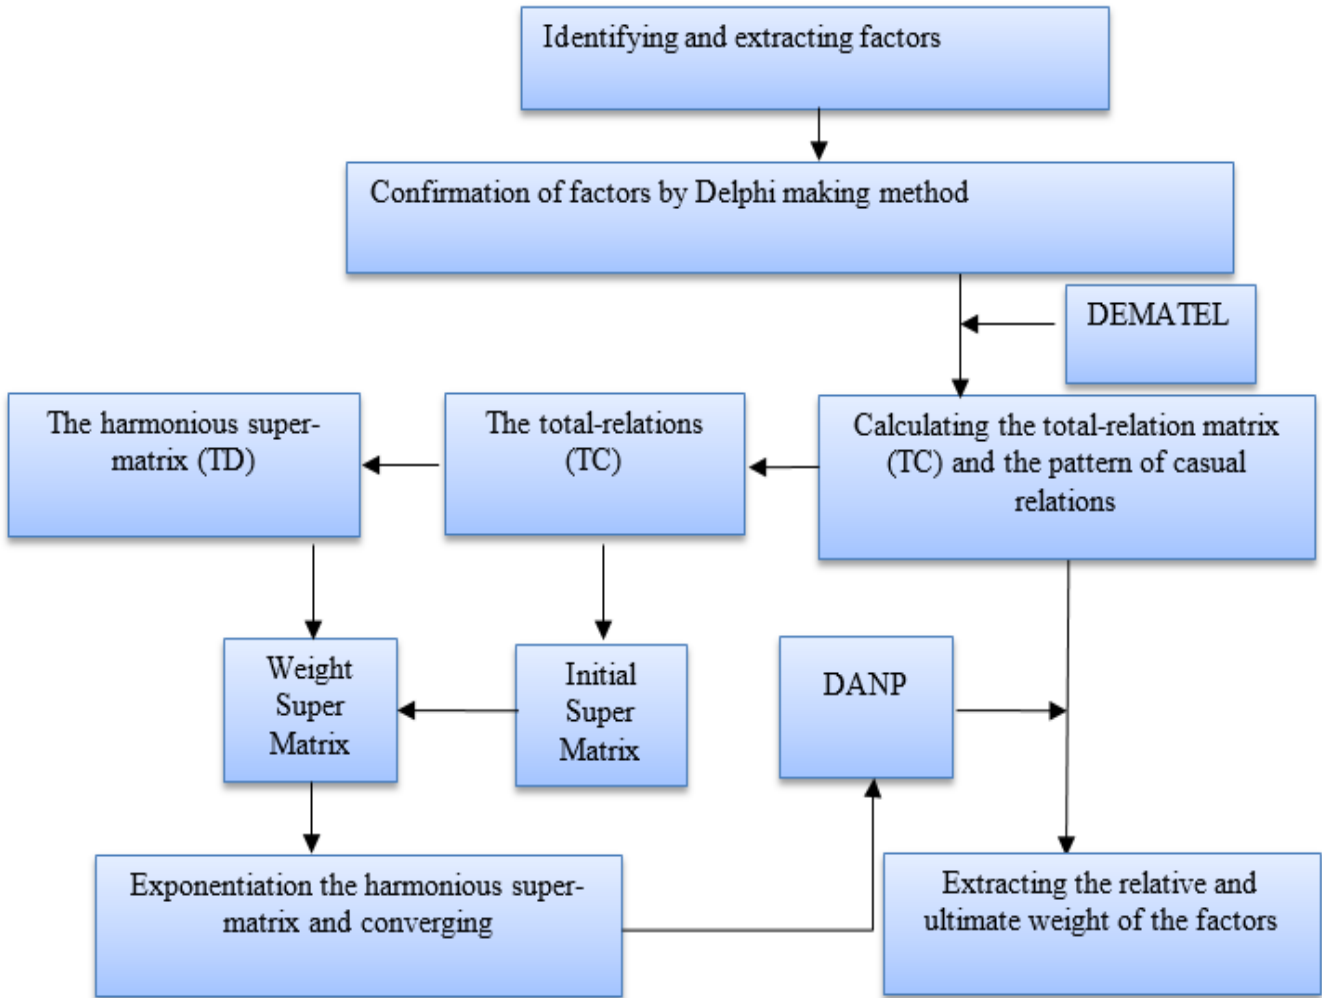 Identifying and extracting factors
Confirmation of factors by Delphi making method
DEMATEL
The harmonious super-
matrix (TD)
The total-relations
(TC)
Calculating the total-relation matrix
(TC) and the pattern of casual
relations
Weight
Super
Matrix
Initial
Super
Matrix
DANP
Exponentiation the harmonious super-
matrix and converging
Extracting the relative and
ultimate weight of the factors